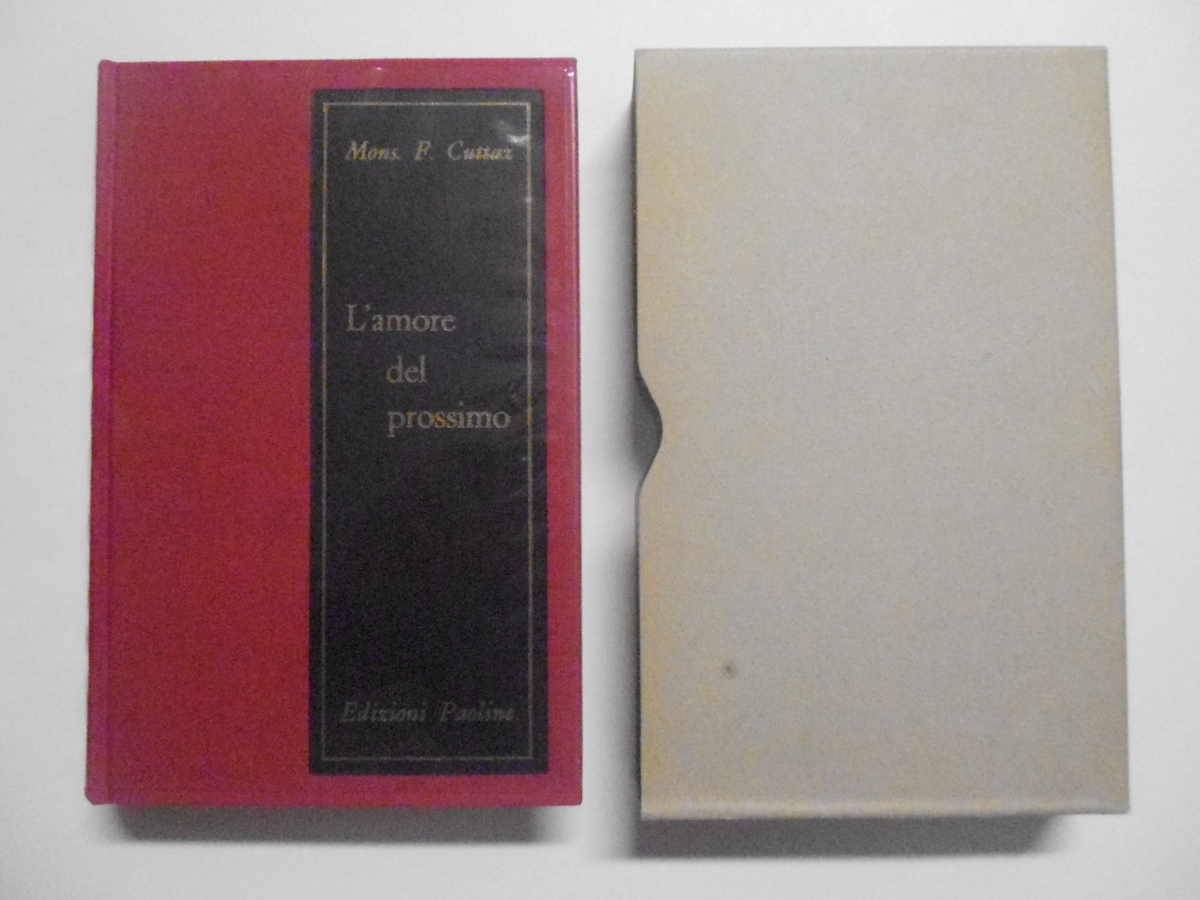 Mons. F. Cuttaz
L'amore
del
prossimo
Edizioni Paoline